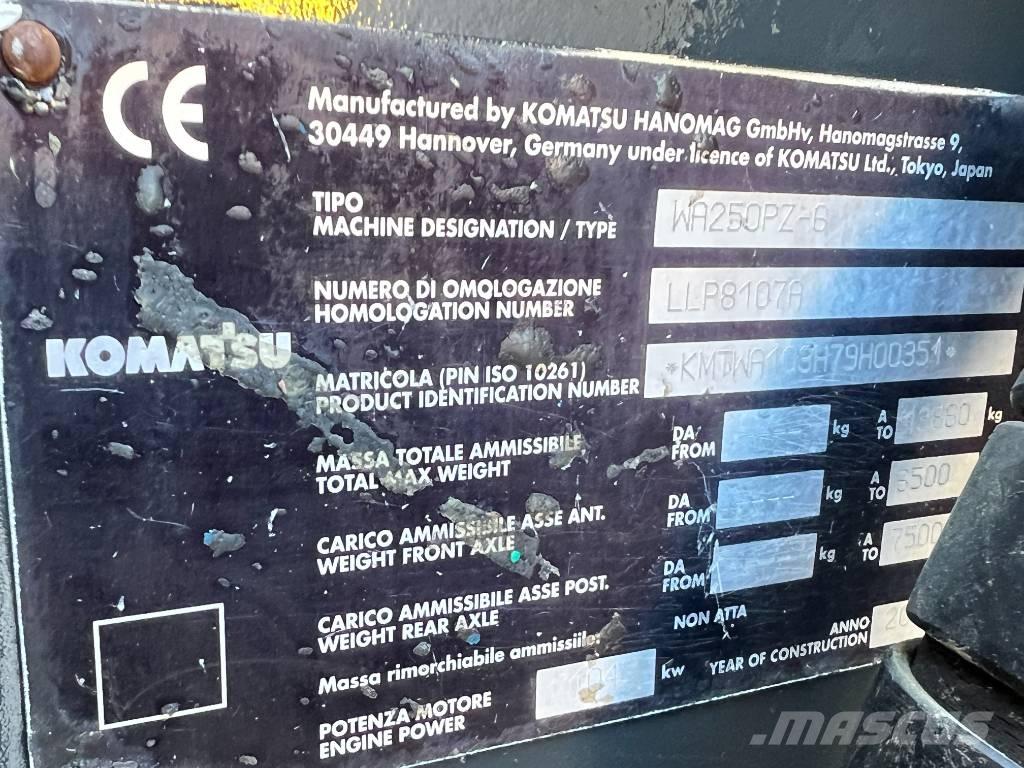 CE
Manufactured by KOMATSU HANOMAG GmbHv, Hanomagstrasse 9,
30449 Hannover, Germany under licence of KOMATSU Ltd., Tokyo, Japan
TIPO
MACHINE DESIGNATION / TYPE WA250PZ-6
NUMERO DI OMOLOGAZIONE
HOMOLOGATION NUMBER LLP8107A
KOMATSU
MATRICOLA (PIN ISO 10261)
PRODUCT IDENTIFICATION NUMBER *KMTWA103H79H00351*
MASSA TOTALE AMMISSIBILE
TOTAL MAX WEIGHT
DA
FROM --- kg
A
TO kg
CARICO AMMISSIBILE ASSE ANT.
WEIGHT FRONT AXLE
DA
FROM --- kg
A
TO
CARICO AMMISSIBILE ASSE POST.
WEIGHT REAR AXLE
DA
FROM kg
A
TO 7500
Massa rimorchiabile ammissiile: NON ATTA
POTENZA MOTORE
ENGINE POWER 104 kw
ANNO
YEAR OF CONSTRUCTION
MASCUS